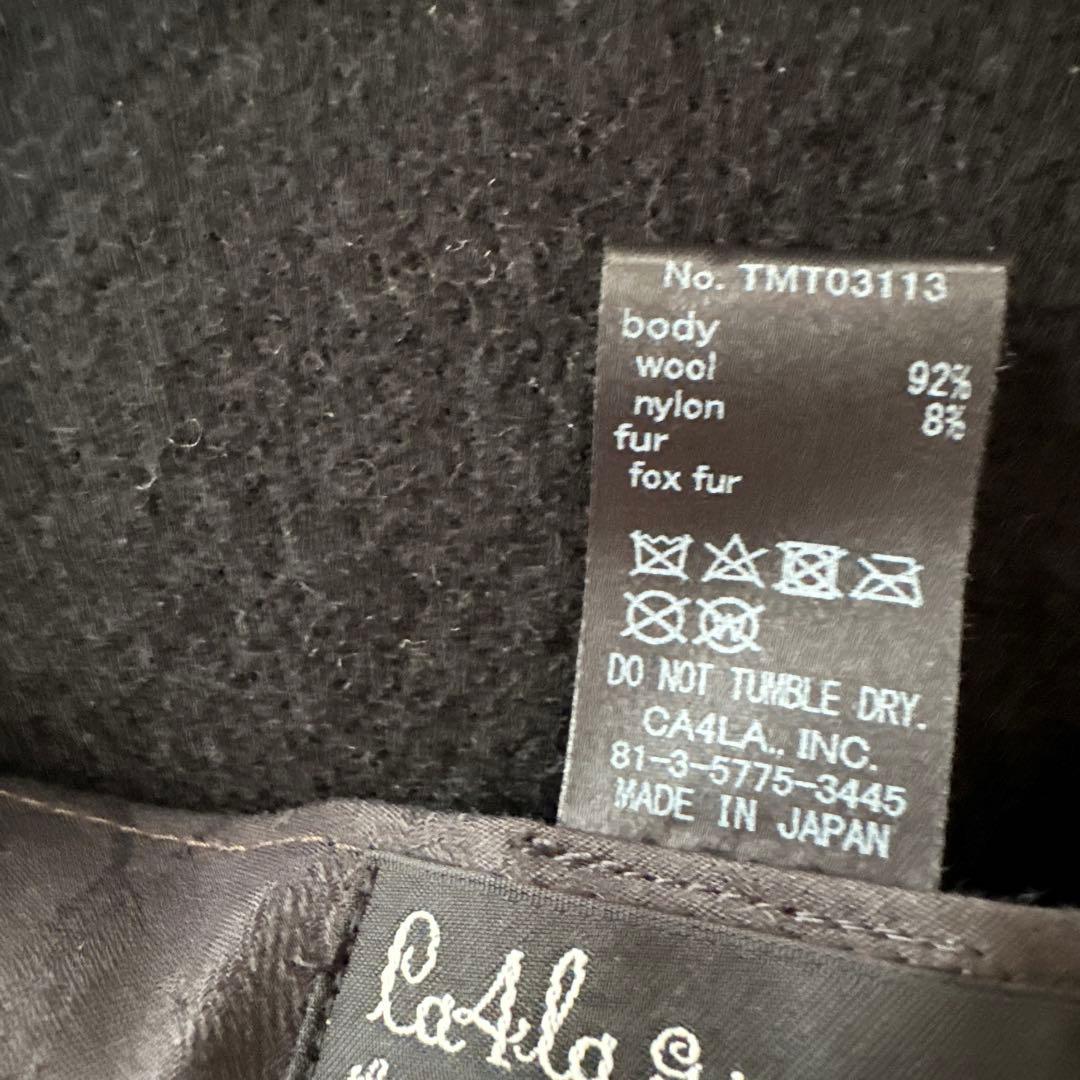 No. TMT03113
body
wool 92%
nylon 8%
fur
fox fur
W
DO NOT TUMBLE DRY.
CA4LA., INC.
81-3-5775-3445
MADE IN JAPAN
Ca4la